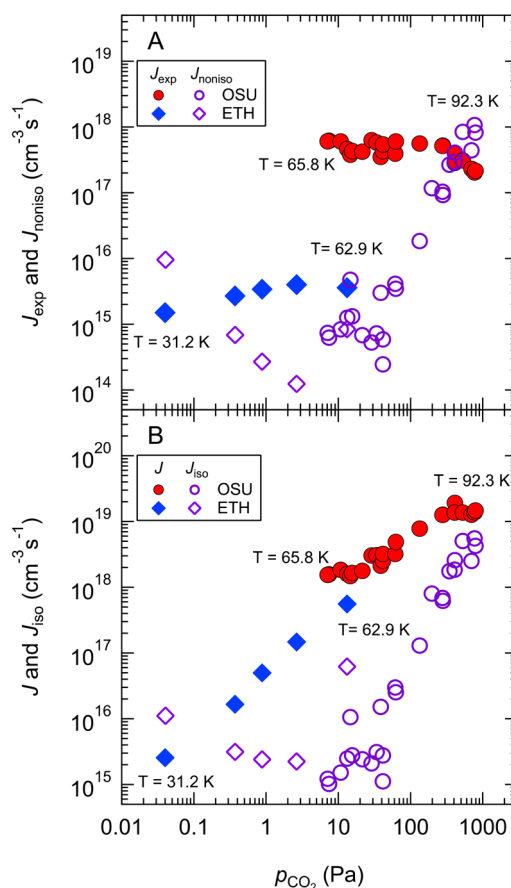 A
J_exp J_noniso
OSU
ETH
T= 92.3 K
T= 65.8 K
T= 62.9 K
T = 31.2 K
10^19
10^18
10^17
10^16
10^15
10^14
J_exp and J_noniso (cm^-3 s^-1)
B
J J_iso
OSU
ETH
T = 92.3 K
T = 65.8 K
T= 62.9 K
T = 31.2 K
10^20
10^19
10^18
10^17
10^16
10^15
J and J_iso (cm^-3 s^-1)
0.01 0.1 1 10 100 1000
p_CO2 (Pa)